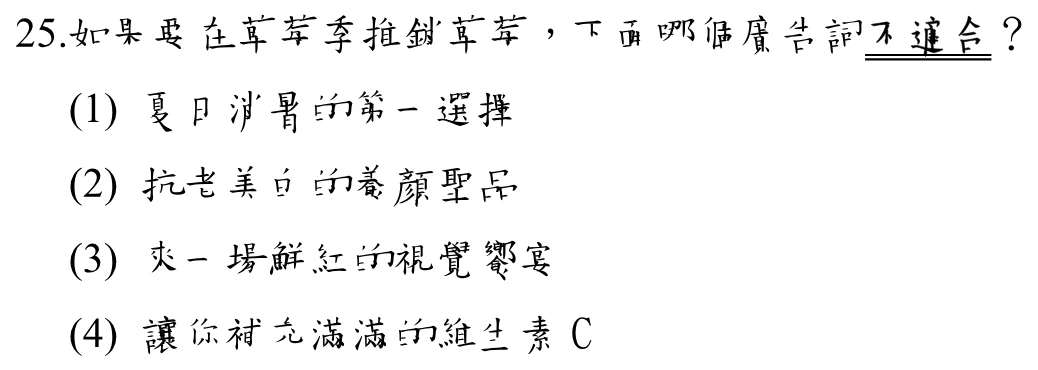 25.如果要在草莓季推銷草莓，下面哪個廣告詞不適合？
(1) 夏日消暑的第一選擇
(2) 抗老美白的養顏聖品
(3) 來一場鮮紅的視覺饗宴
(4) 讓你補充滿滿的維生素C